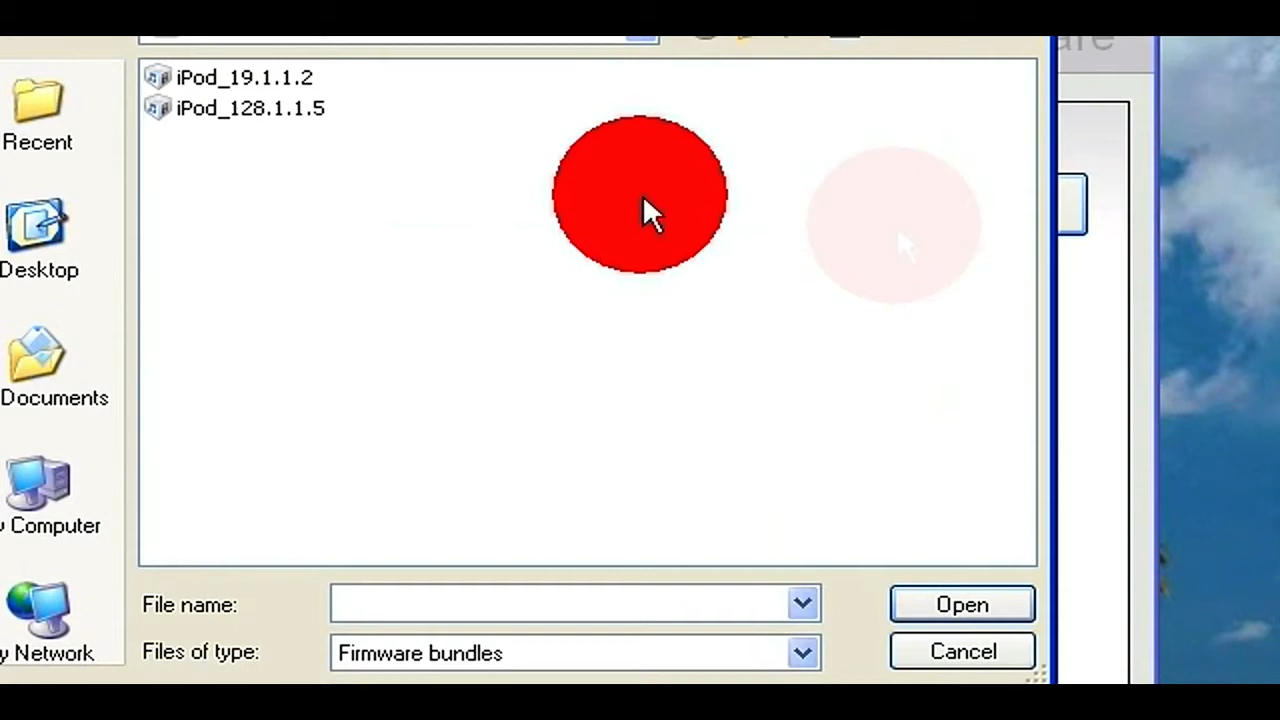 iPod_19.1.1.2
iPod_128.1.1.5
Recent
Desktop
Documents
Computer
Network
File name:
Open
Files of type:
Firmware bundles
Cancel